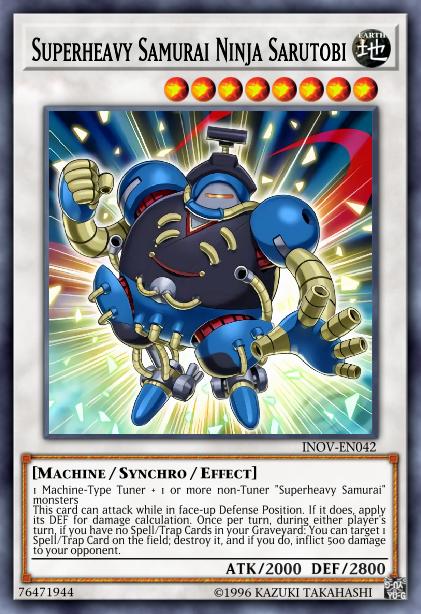 Superheavy Samurai Ninja Sarutobi
EARTH
地
INOV-EN042
[Machine / Synchro / Effect]
1 Machine-Type Tuner + 1 or more non-Tuner "Superheavy Samurai"
monsters
This card can attack while in face-up Defense Position. If it does, apply
its DEF for damage calculation. Once per turn, during either player's
turn, if you have no Spell/Trap Cards in your Graveyard: You can target 1
Spell/Trap Card on the field; destroy it, and if you do, inflict 500 damage
to your opponent.
ATK/2000 DEF/2800
76471944
©1996 KAZUKI TAKAHASHI